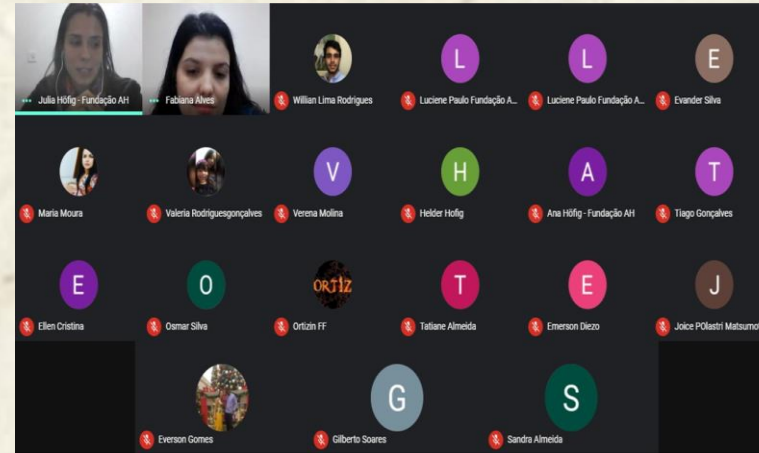 Julia Höfig - Fundação AH
Fabiana Alves
Willian Lima Rodrigues
L
Luciene Paulo Fundação A...
L
Luciene Paulo Fundação A...
E
Evander Silva
Maria Moura
Valeria Rodriguesgonçalves
V
Verena Molina
H
Helder Hofig
A
Ana Höfig - Fundação AH
T
Tiago Gonçalves
E
Ellen Cristina
O
Osmar Silva
ORTIZ
Ortizin FF
T
Tatiane Almeida
E
Emerson Diezo
J
Joice POlastri Matsumo
Everson Gomes
G
Gilberto Soares
S
Sandra Almeida